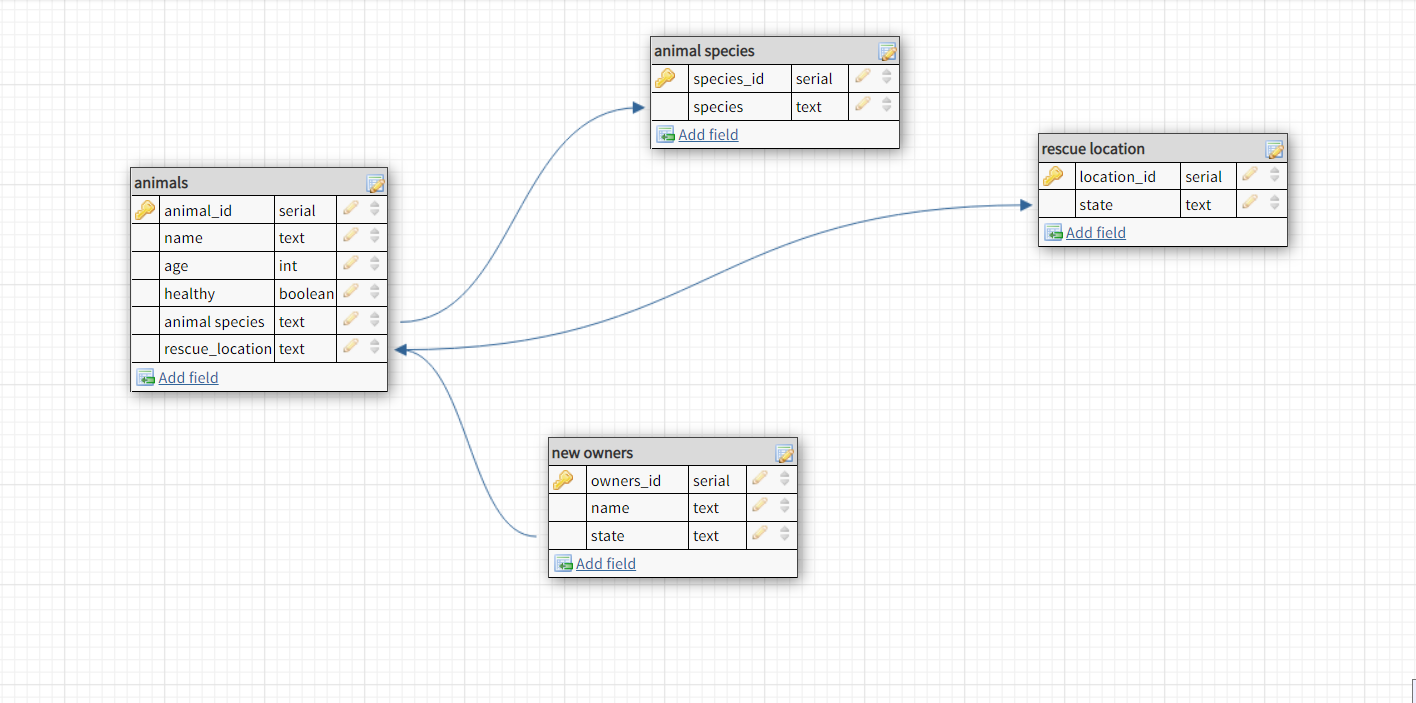 animal species
species_id serial
species text
Add field
rescue location
location_id serial
state text
Add field
animals
animal_id serial
name text
age int
healthy boolean
animal species text
rescue_location text
Add field
new owners
owners_id serial
name text
state text
Add field